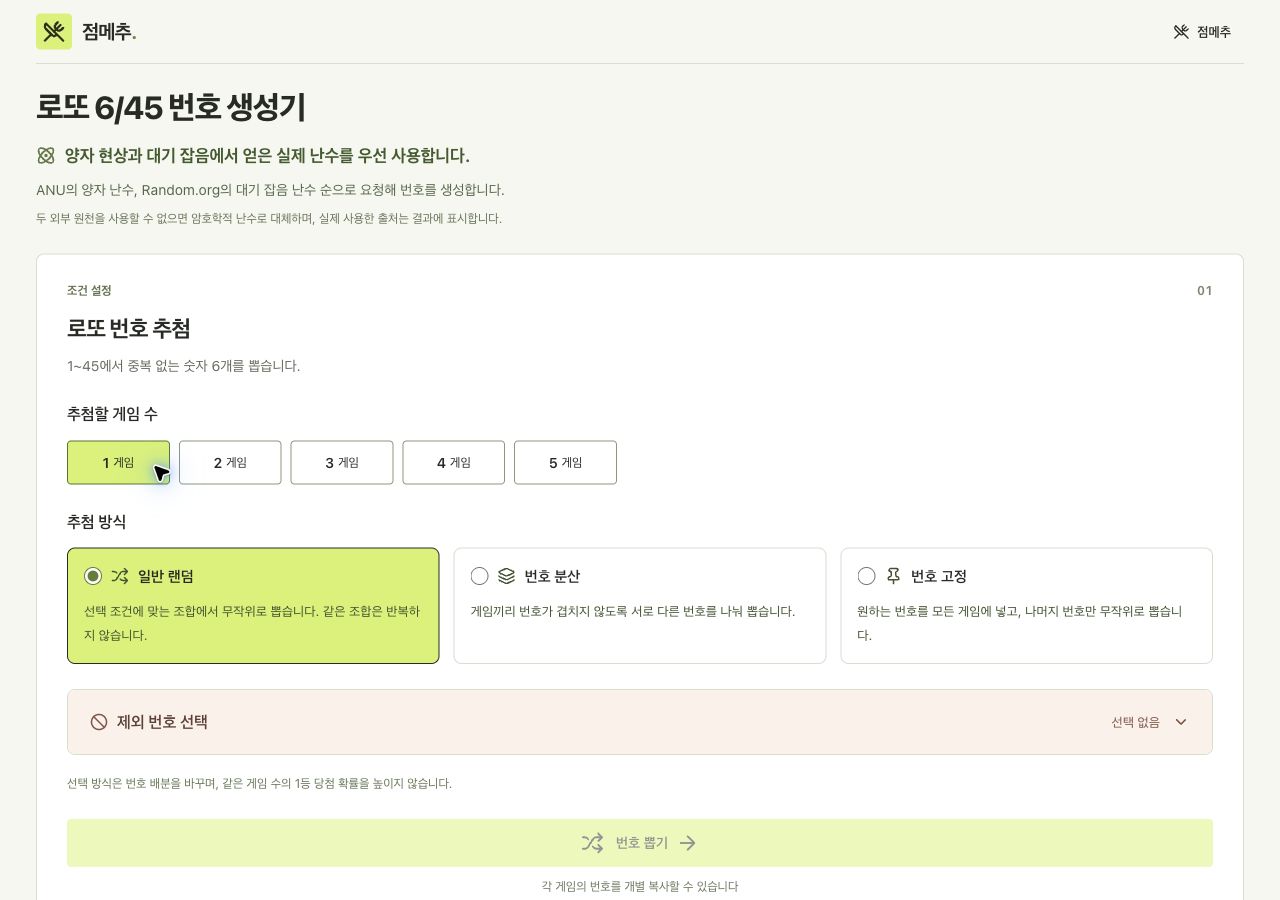 점메추.
점메추
로또 6/45 번호 생성기
양자 현상과 대기 잡음에서 얻은 실제 난수를 우선 사용합니다.
ANU의 양자 난수, Random.org의 대기 잡음 난수 순으로 요청해 번호를 생성합니다.
두 외부 원천을 사용할 수 없으면 암호학적 난수로 대체하며, 실제 사용한 출처는 결과에 표시합니다.
조건 설정
01
로또 번호 추첨
1~45에서 중복 없는 숫자 6개를 뽑습니다.
추첨할 게임 수
1 게임
2 게임
3 게임
4 게임
5 게임
추첨 방식
일반 랜덤
선택 조건에 맞는 조합에서 무작위로 뽑습니다. 같은 조합은 반복하
지 않습니다.
번호 분산
게임끼리 번호가 겹치지 않도록 서로 다른 번호를 나눠 뽑습니다.
번호 고정
원하는 번호를 모든 게임에 넣고, 나머지 번호만 무작위로 뽑습니
다.
제외 번호 선택
선택 없음
선택 방식은 번호 배분을 바꾸며, 같은 게임 수의 1등 당첨 확률을 높이지 않습니다.
번호 뽑기
각 게임의 번호를 개별 복사할 수 있습니다